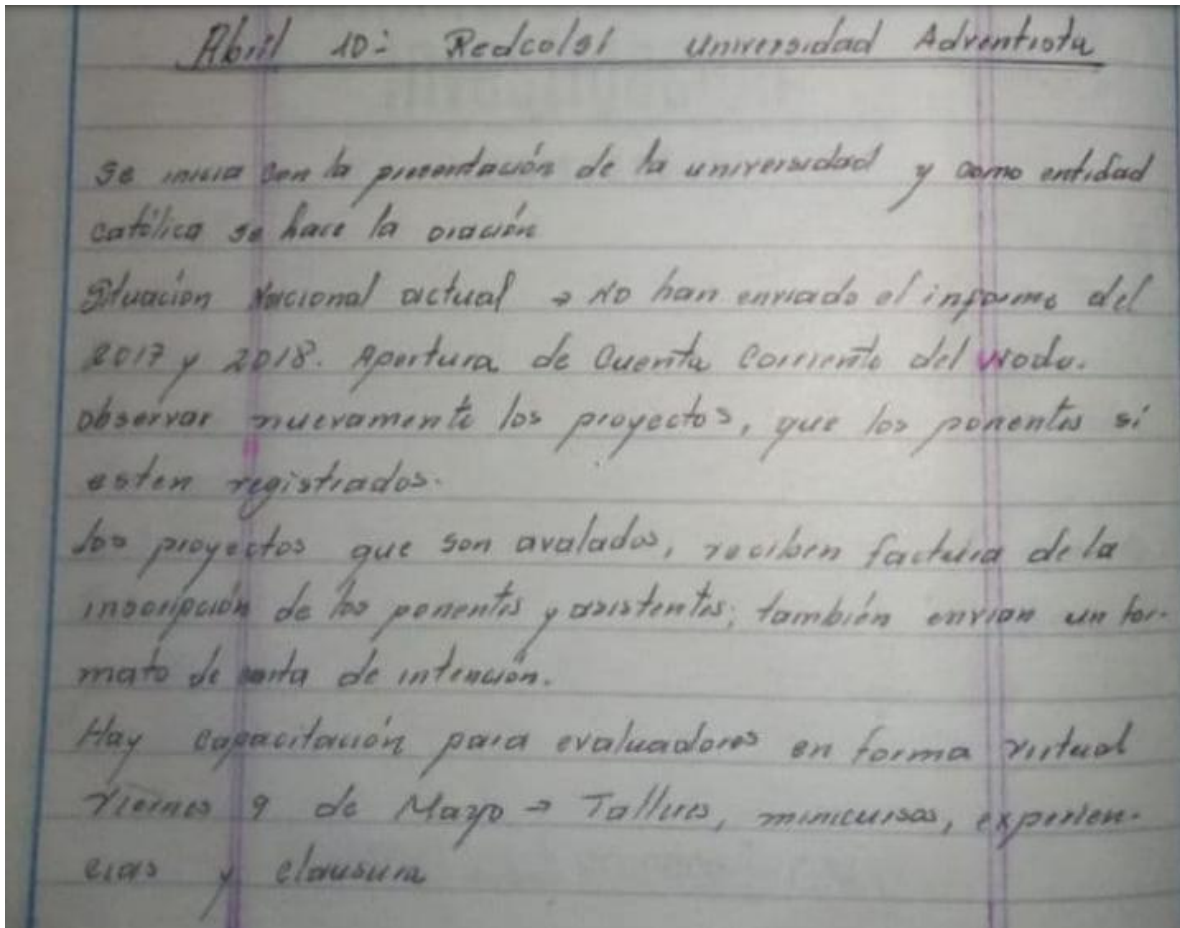 Abril 10: Redcolsi Universidad Adventista
Se inicia con la presentación de la universidad y como entidad
católica se hace la oración
Situación Nacional actual → No han enviado el informe del
2017 y 2018. Apertura de Cuenta Corriente del Nodo.
Observar nuevamente los proyectos, que los ponentes sí
esten registrados.
Los proyectos que son avalados, reciben factura de la
inscripción de los ponentes y asistentes; también envian un for-
mato de carta de intención.
Hay capacitación para evaluadores en forma virtual
Viernes 9 de Mayo → Talleres, minicursos, experien-
cias y clausura